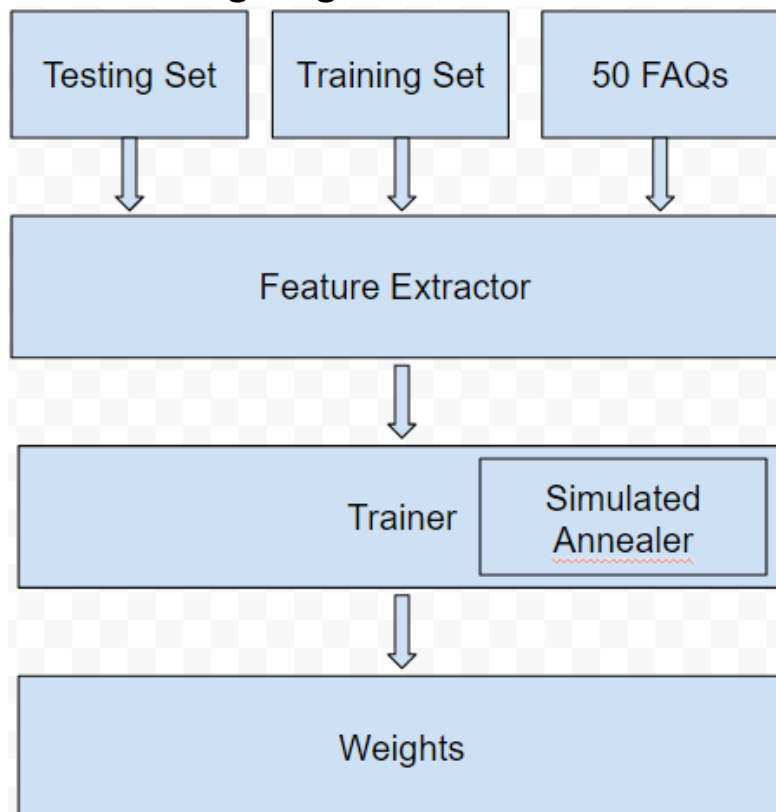 Testing Set
Training Set
50 FAQs
Feature Extractor
Trainer
Simulated
Annealer
Weights